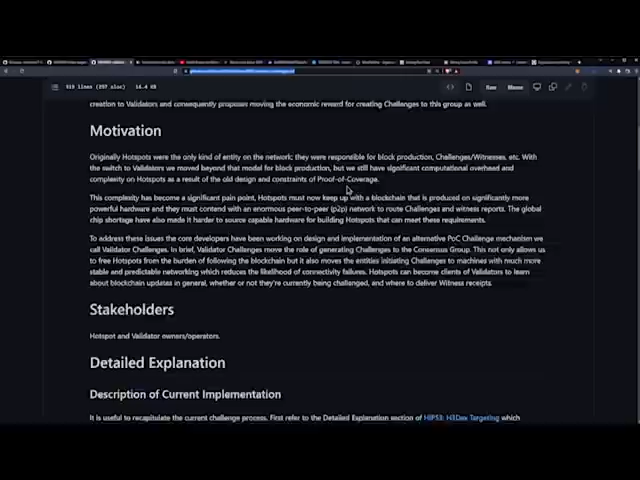 319 lines (257 sloc) 16.4 KB
Raw
Blame
creation to Validators and consequently proposes moving the economic reward for creating Challenges to this group as well.
Motivation
Originally Hotspots were the only kind of entity on the network: they were responsible for block production, Challenges/Witnesses, etc. With
the switch to Validators we moved beyond that model for block production, but we still have significant computational overhead and
complexity on Hotspots as a result of the old design and constraints of Proof-of-Coverage.
This complexity has become a significant pain point, Hotspots must now keep up with a blockchain that is produced on significantly more
powerful hardware and they must contend with an enormous peer-to-peer (p2p) network to route Challenges and witness reports. The global
chip shortage have also made it harder to source capable hardware for building Hotspots that can meet these requirements.
To address these issues the core developers have been working on design and implementation of an alternative PoC Challenge mechanism we
call Validator Challenges. In brief, Validator Challenges move the role of generating Challenges to the Consensus Group. This not only allows us
to free Hotspots from the burden of following the blockchain but it also moves the entities initiating Challenges to machines with much more
stable and predictable networking which reduces the likelihood of connectivity failures. Hotspots can become clients of Validators to learn
about blockchain updates in general, whether or not they're currently being challenged, and where to deliver Witness receipts.
Stakeholders
Hotspot and Validator owners/operators.
Detailed Explanation
Description of Current Implementation
It is useful to recapitulate the current challenge process. First refer to the Detailed Explanation section of HIP53: H3Dex Targeting which